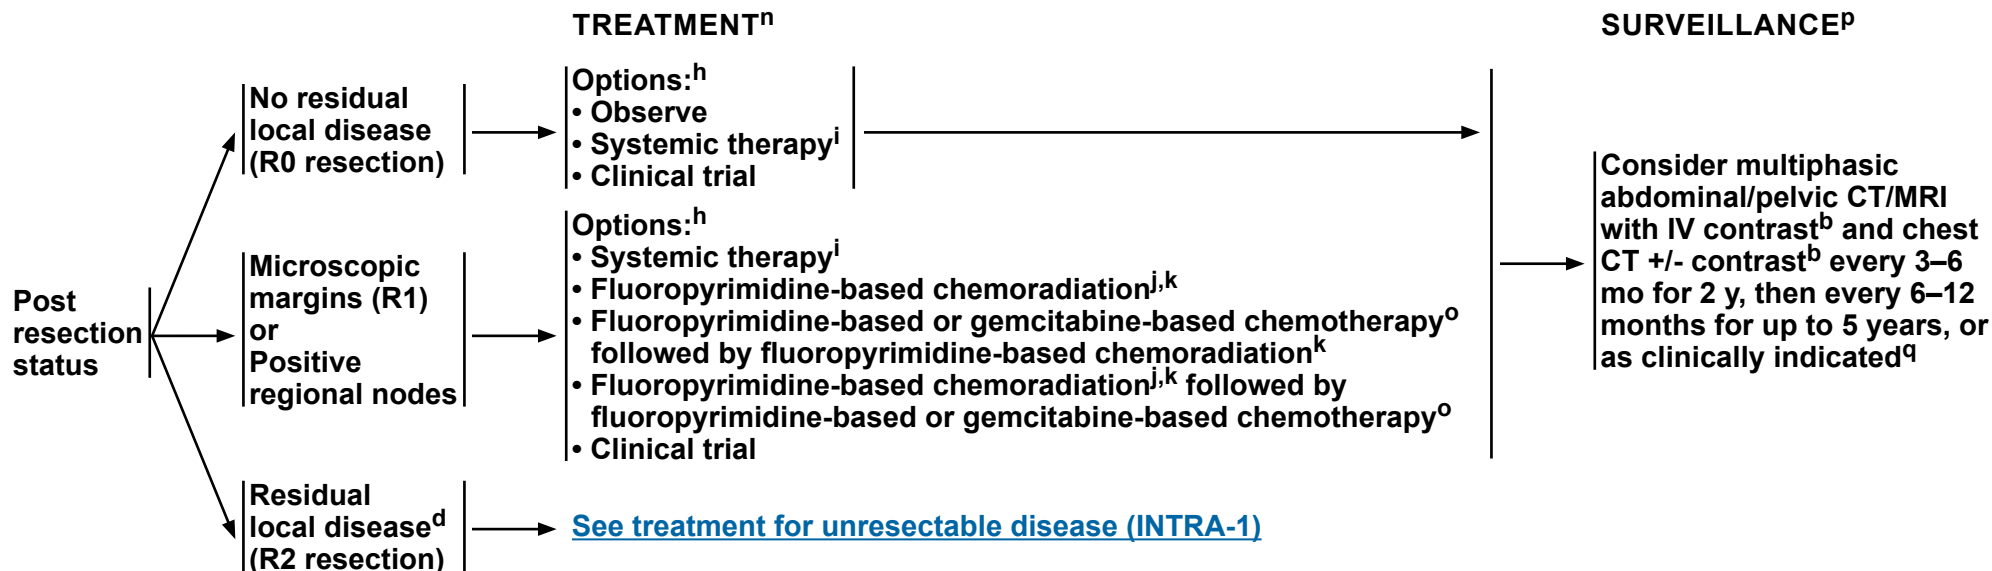 TREATMENTⁿ
SURVEILLANCEᵖ
Post
resection
status
No residual
local disease
(R0 resection)
Options:ʰ
• Observe
• Systemic therapyⁱ
• Clinical trial
Microscopic
margins (R1)
or
Positive
regional nodes
Options:ʰ
• Systemic therapyⁱ
• Fluoropyrimidine-based chemoradiationʲ,ᵏ
• Fluoropyrimidine-based or gemcitabine-based chemotherapyᵒ
followed by fluoropyrimidine-based chemoradiationᵏ
• Fluoropyrimidine-based chemoradiationʲ,ᵏ followed by
fluoropyrimidine-based or gemcitabine-based chemotherapyᵒ
• Clinical trial
Residual
local diseaseᵈ
(R2 resection)
See treatment for unresectable disease (INTRA-1)
Consider multiphasic
abdominal/pelvic CT/MRI
with IV contrastᵇ and chest
CT +/- contrastᵇ every 3–6
mo for 2 y, then every 6–12
months for up to 5 years, or
as clinically indicated^q